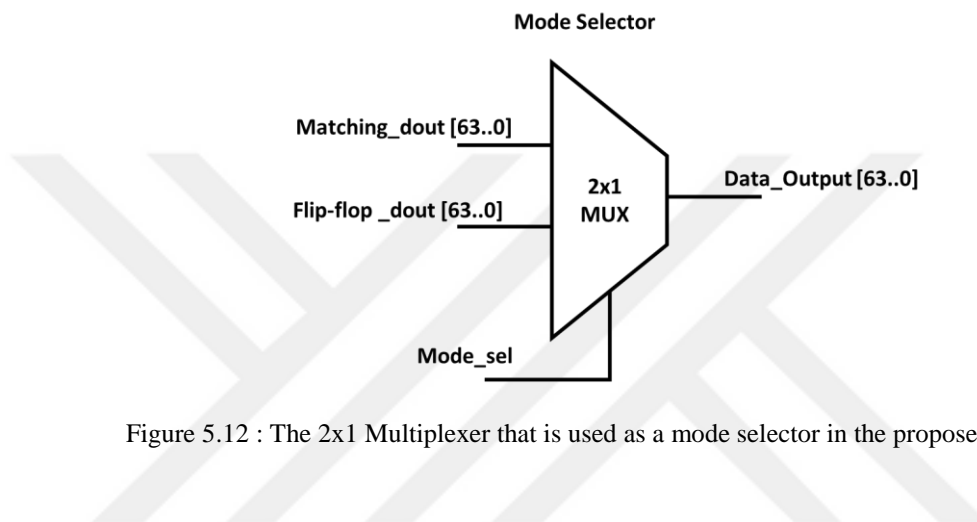 Mode Selector
Matching_dout [63..0]
2x1
MUX
Data_Output [63..0]
Flip-flop _dout [63..0]
Mode_sel
Figure 5.12 : The 2x1 Multiplexer that is used as a mode selector in the propose